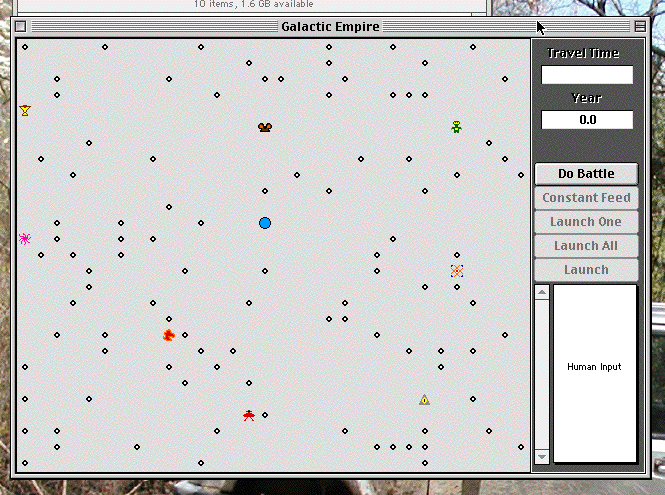 10 items, 1.6 GB available
Galactic Empire
Travel Time
Year
0.0
Do Battle
Constant Feed
Launch One
Launch All
Launch
Human Input